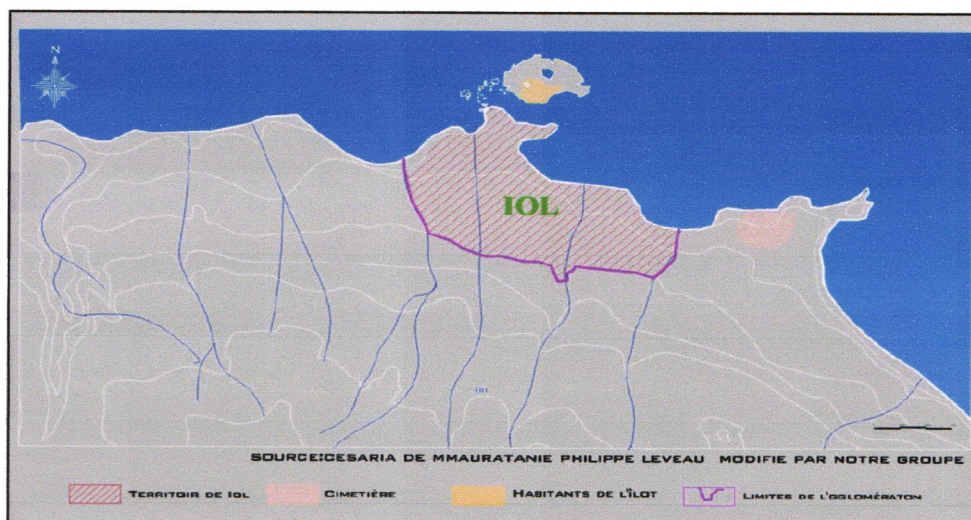 N
IOL
SOURCE:CESARIA DE MMAURATANIE PHILIPPE LEVEAU MODIFIE PAR NOTRE GROUPE
TERRITOIR DE IOL CIMETIÈRE HABITANTS DE L'ÎLOT LIMITES DE L'GGLOMÉRATON